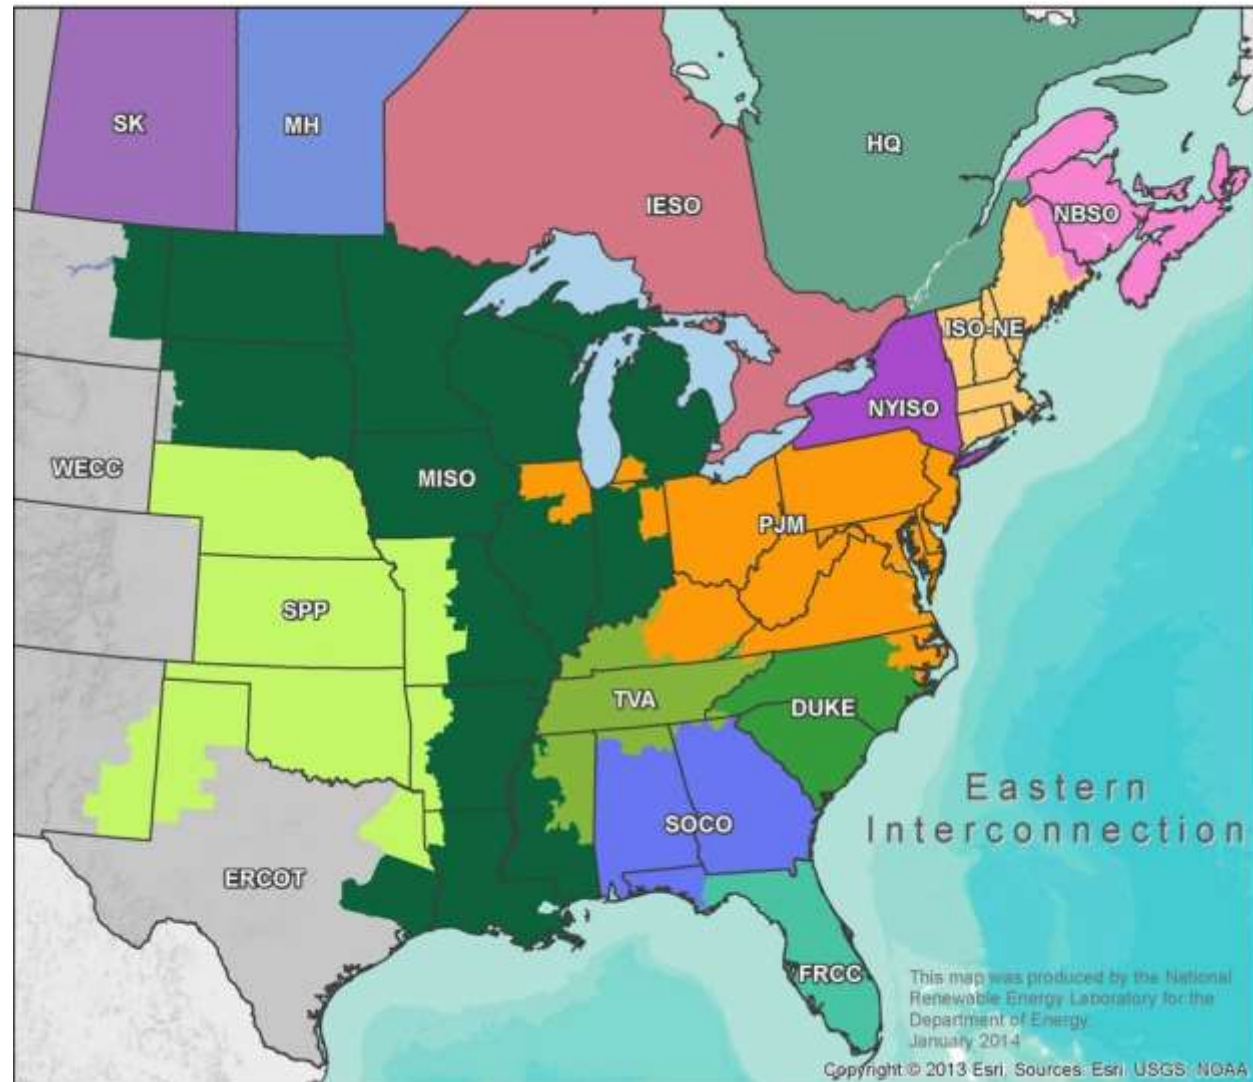 SK
MH
HQ
IESO
NBSO
ISO-NE
NYISO
WECC
MISO
PJM
SPP
TVA
DUKE
SOCO
ERCOT
FRCC
Eastern
Interconnection
This map was produced by the National
Renewable Energy Laboratory for the
Department of Energy.
January 2014
Copyright © 2013 Esri, Sources: Esri, USGS, NOAA